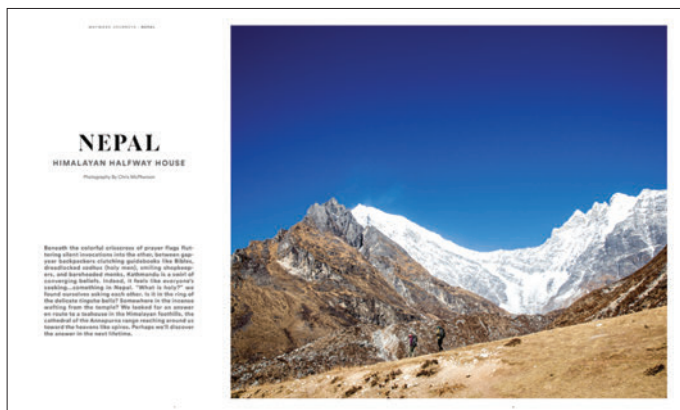 WAYWARD JOURNEYS : NEPAL
NEPAL
HIMALAYAN HALFWAY HOUSE
Photography By Chris McPherson
Beneath the colorful crisscross of prayer flags flut-
tering silent invocations into the ether, between gap-
year backpackers clutching guidebooks like Bibles,
dreadlocked sadhus (holy men), smiling shopkeep-
ers, and bareheaded monks, Kathmandu is a swirl of
converging beliefs. Indeed, it feels like everyone's
seeking...something in Nepal. "What is holy?" we
found ourselves asking each other. Is it in the ring of
the delicate tingsha bells? Somewhere in the incense
wafting from the temple? We looked for an answer
en route to a teahouse in the Himalayan foothills, the
cathedral of the Annapurna range reaching around us
toward the heavens like spires. Perhaps we'll discover
the answer in the next lifetime.